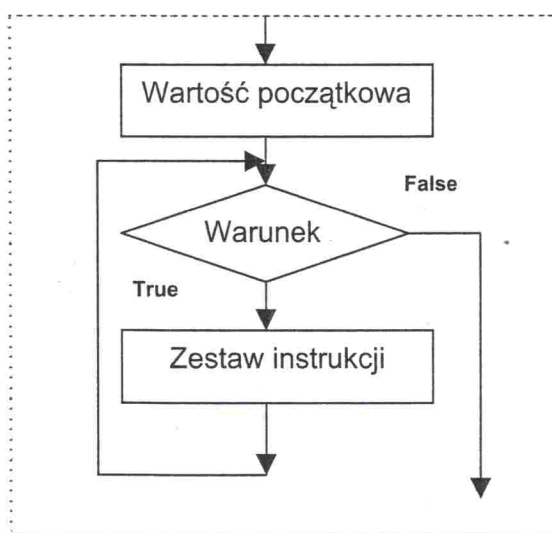 Wartość początkowa
False
Warunek
True
Zestaw instrukcji